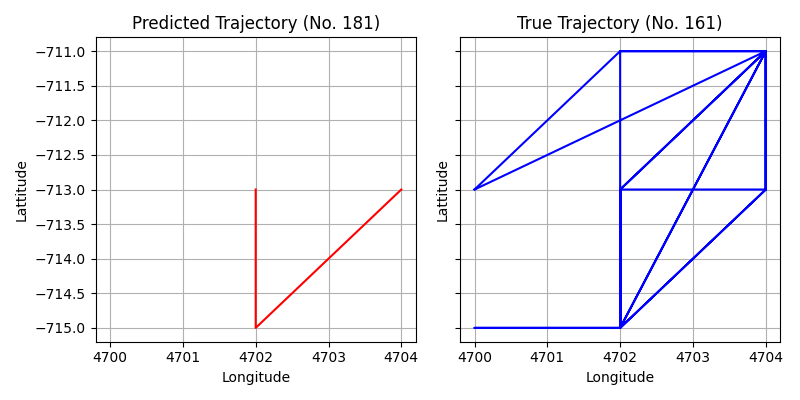 Predicted Trajectory (No. 181)
True Trajectory (No. 161)
−711.0
−711.5
−712.0
−712.5
−713.0
−713.5
−714.0
−714.5
−715.0
Lattitude
Lattitude
4700 4701 4702 4703 4704
4700 4701 4702 4703 4704
Longitude
Longitude